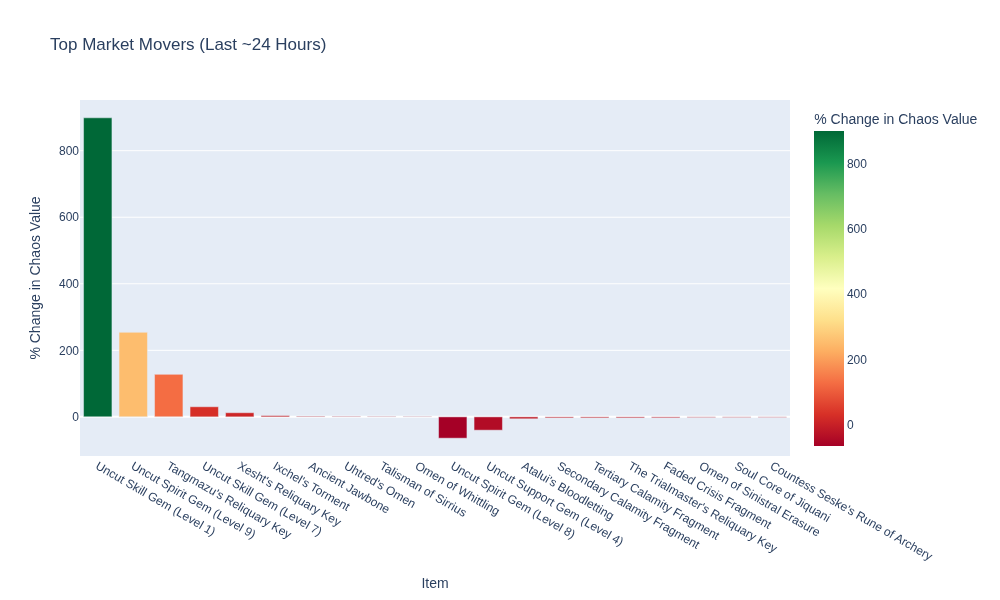 Top Market Movers (Last ~24 Hours)
% Change in Chaos Value
800
600
400
200
0
Uncut Skill Gem (Level 1)
Uncut Spirit Gem (Level 9)
Tangmazu's Reliquary Key
Uncut Skill Gem (Level 7)
Xesht's Reliquary Key
Ixchel's Torment
Ancient Jawbone
Uhtred's Omen
Talisman of Sirrius
Omen of Whittling
Uncut Spirit Gem (Level 8)
Uncut Support Gem (Level 4)
Atalui's Bloodletting
Secondary Calamity Fragment
Tertiary Calamity Fragment
The Trialmaster's Reliquary Key
Faded Crisis Fragment
Omen of Sinistral Erasure
Soul Core of Jiquani
Countess Seske's Rune of Archery
Item
% Change in Chaos Value
800
600
400
200
0